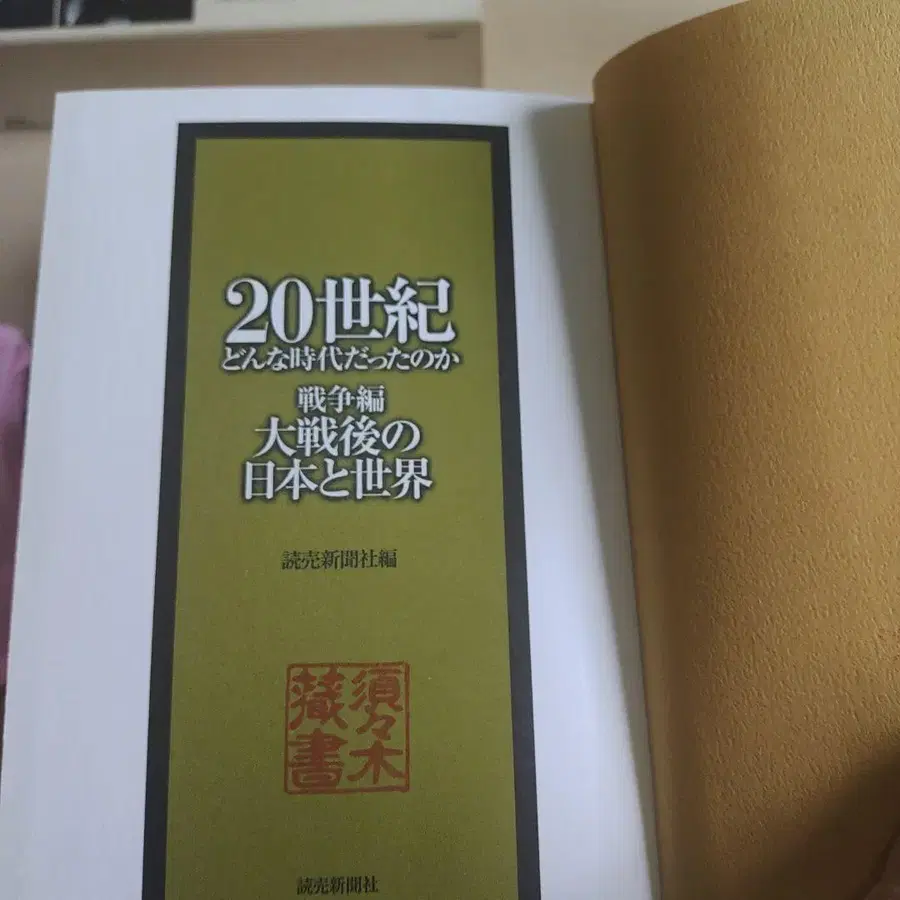 20世紀
どんな時代だったのか
戦争編
大戦後の
日本と世界
読売新聞社編
須々木
蔵書
読売新聞社